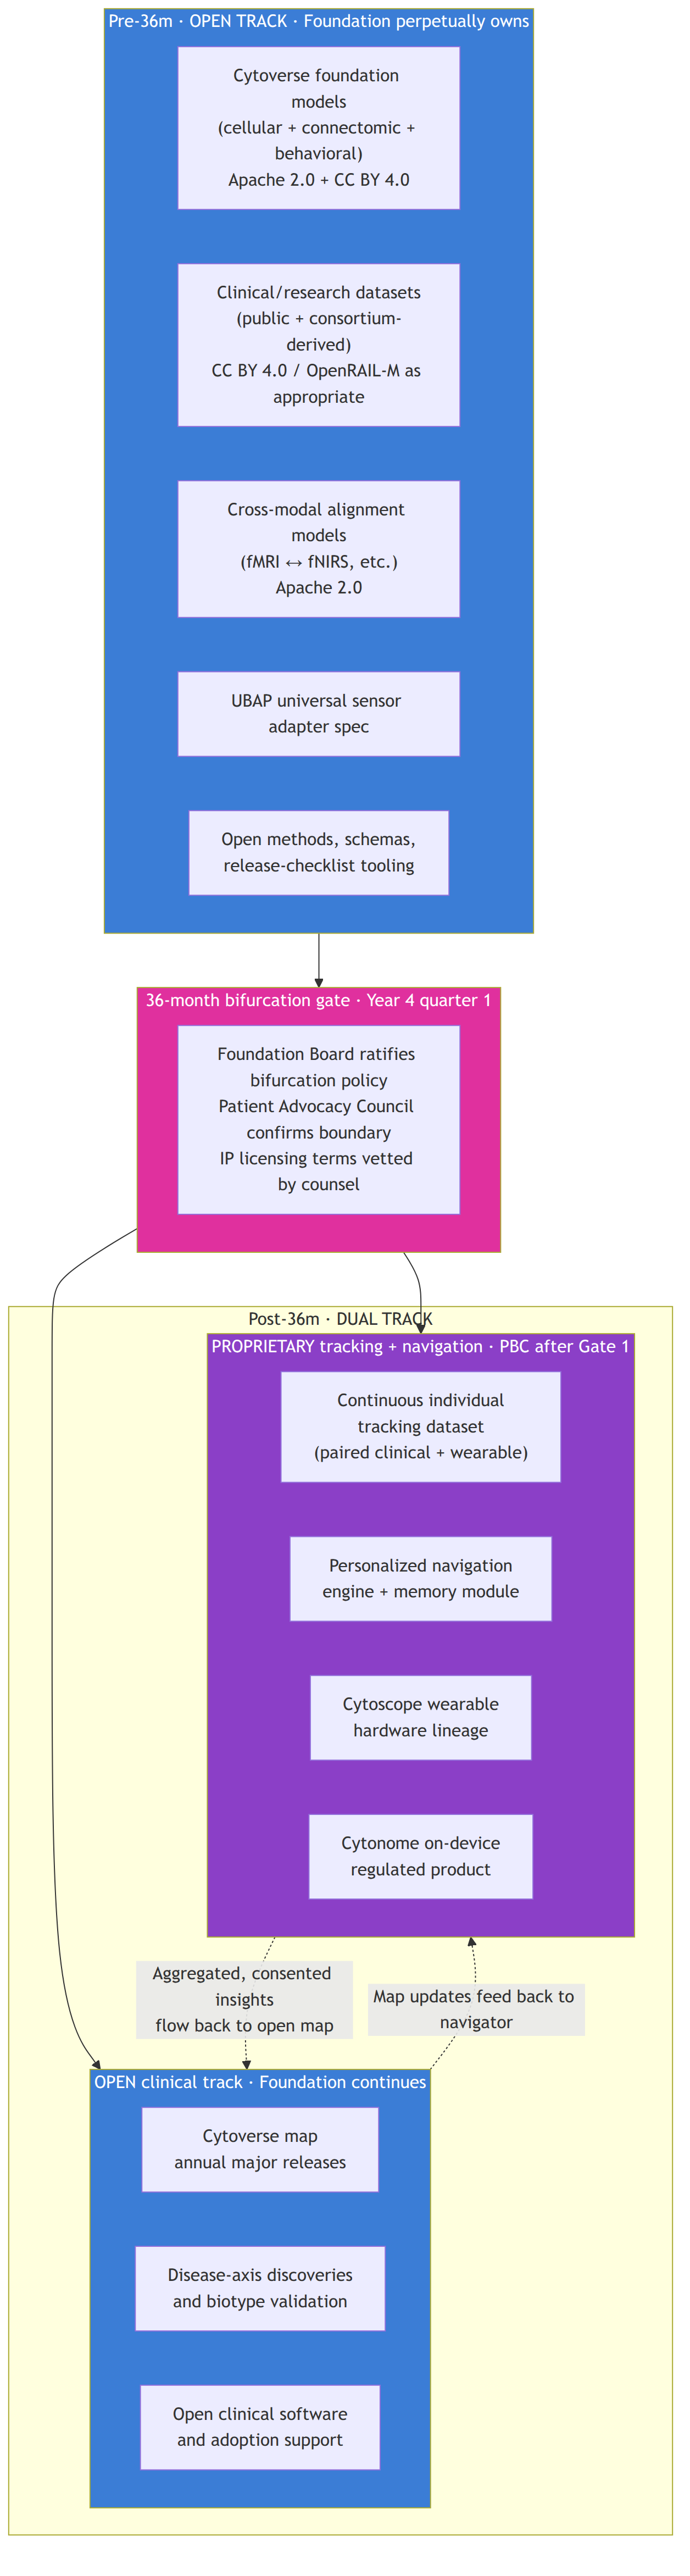 Pre-36m · OPEN TRACK · Foundation perpetually owns
Cytoverse foundation
models
(cellular + connectomic +
behavioral)
Apache 2.0 + CC BY 4.0
Clinical/research datasets
(public + consortium-
derived)
CC BY 4.0 / OpenRAIL-M as
appropriate
Cross-modal alignment
models
(fMRI ↔ fNIRS, etc.)
Apache 2.0
UBAP universal sensor
adapter spec
Open methods, schemas,
release-checklist tooling
36-month bifurcation gate · Year 4 quarter 1
Foundation Board ratifies
bifurcation policy
Patient Advocacy Council
confirms boundary
IP licensing terms vetted
by counsel
Post-36m · DUAL TRACK
PROPRIETARY tracking + navigation · PBC after Gate 1
Continuous individual
tracking dataset
(paired clinical + wearable)
Personalized navigation
engine + memory module
Cytoscope wearable
hardware lineage
Cytonome on-device
regulated product
Aggregated, consented
insights
flow back to open map
Map updates feed back to
navigator
OPEN clinical track · Foundation continues
Cytoverse map
annual major releases
Disease-axis discoveries
and biotype validation
Open clinical software
and adoption support